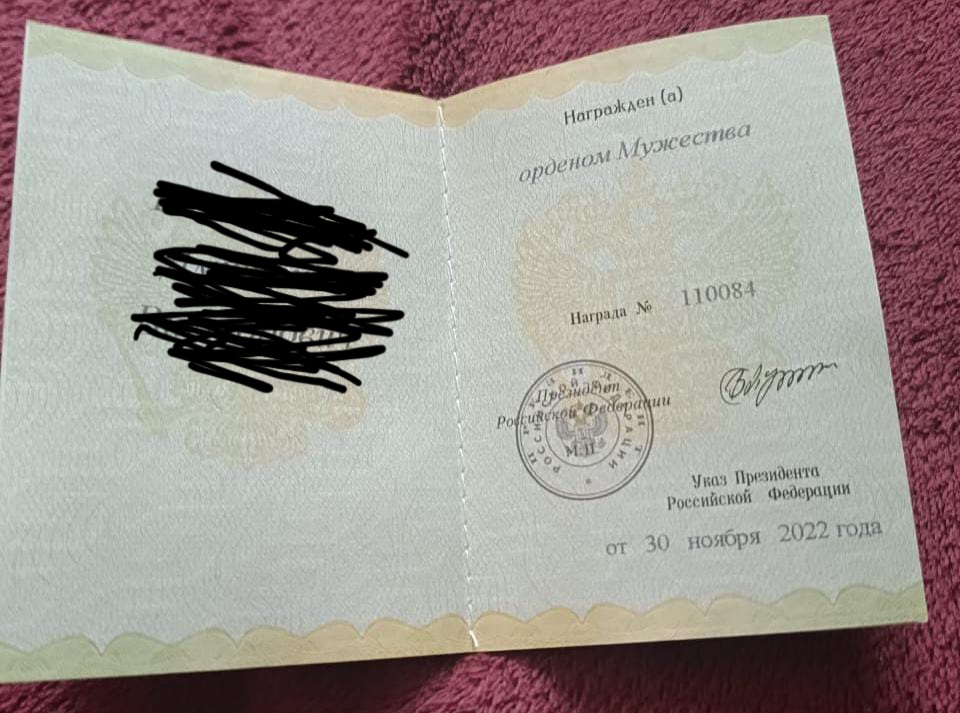 Награжден (а)
орденом Мужества
Награда № 110084
Президент
Российской Федерации
М.П.
Указ Президента
Российской Федерации
от 30 ноября 2022 года